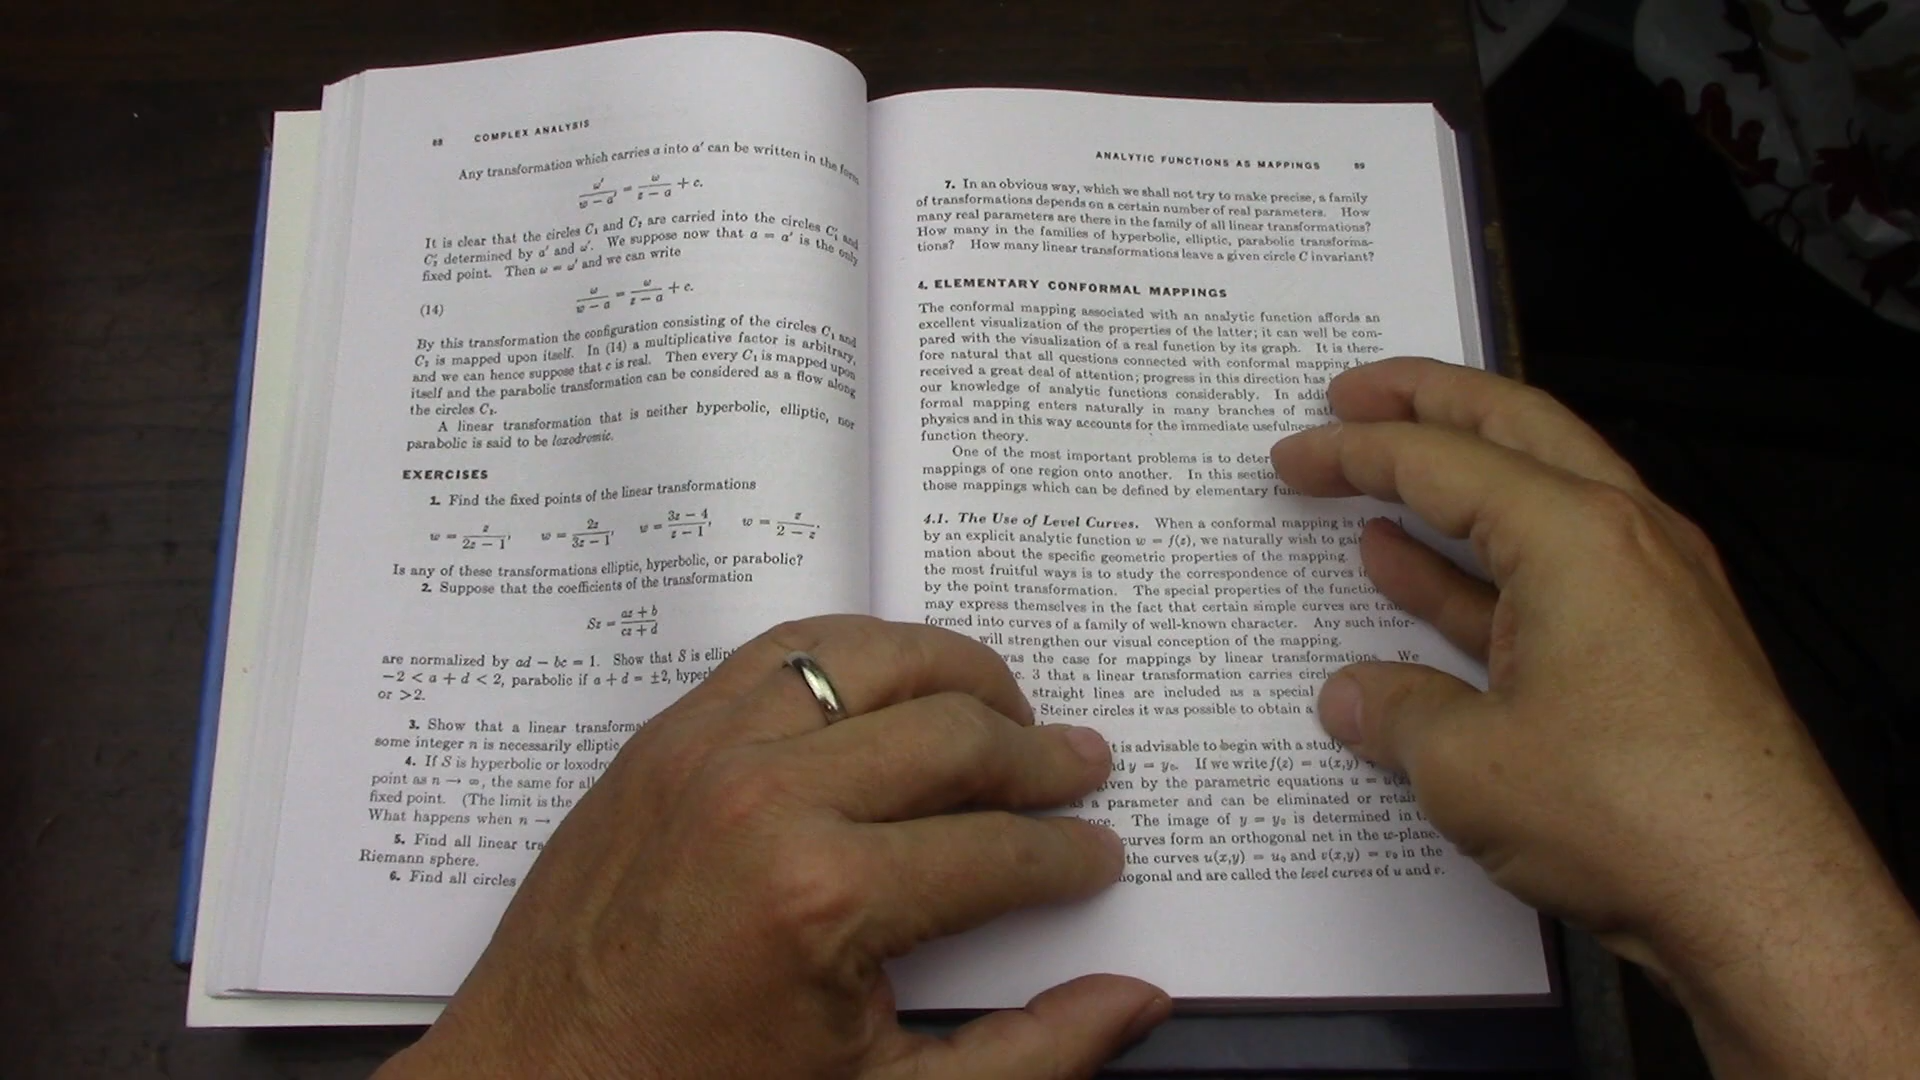 88 COMPLEX ANALYSIS
Any transformation which carries a into a′ can be written in the form
ω′/(w − a′) = ω/(z − a) + c.
It is clear that the circles C₁ and C₂ are carried into the circles C₁′ and
C₂′ determined by a′ and ω′. We suppose now that a = a′ is the only
fixed point. Then ω = ω′ and we can write
(14) ω/(w − a) = ω/(z − a) + c.
By this transformation the configuration consisting of the circles C₁ and
C₂ is mapped upon itself. In (14) a multiplicative factor is arbitrary,
and we can hence suppose that c is real. Then every C₁ is mapped upon
itself and the parabolic transformation can be considered as a flow along
the circles C₁.
A linear transformation that is neither hyperbolic, elliptic, nor
parabolic is said to be loxodromic.
EXERCISES
1. Find the fixed points of the linear transformations
w = z/(2z − 1), w = 2z/(3z − 1), w = (3z − 4)/(z − 1), w = z/(2 − z).
Is any of these transformations elliptic, hyperbolic, or parabolic?
2. Suppose that the coefficients of the transformation
Sz = (az + b)/(cz + d)
are normalized by ad − bc = 1. Show that S is ellipt
−2 < a + d < 2, parabolic if a + d = ±2, hyper
or >2.
3. Show that a linear transforma
some integer n is necessarily elliptic
4. If S is hyperbolic or loxodro
point as n → ∞, the same for all
fixed point. (The limit is the
What happens when n →
5. Find all linear tra
Riemann sphere.
6. Find all circles
ANALYTIC FUNCTIONS AS MAPPINGS 89
7. In an obvious way, which we shall not try to make precise, a family
of transformations depends on a certain number of real parameters. How
many real parameters are there in the family of all linear transformations?
How many in the families of hyperbolic, elliptic, parabolic transforma-
tions? How many linear transformations leave a given circle C invariant?
4. ELEMENTARY CONFORMAL MAPPINGS
The conformal mapping associated with an analytic function affords an
excellent visualization of the properties of the latter; it can well be com-
pared with the visualization of a real function by its graph. It is there-
fore natural that all questions connected with conformal mapping
received a great deal of attention; progress in this direction has
our knowledge of analytic functions considerably. In addit
formal mapping enters naturally in many branches of mat
physics and in this way accounts for the immediate usefulness
function theory.
One of the most important problems is to deter
mappings of one region onto another. In this section
those mappings which can be defined by elementary fun
4.1. The Use of Level Curves. When a conformal mapping is
by an explicit analytic function w = f(z), we naturally wish to gai
mation about the specific geometric properties of the mapping.
the most fruitful ways is to study the correspondence of curves
by the point transformation. The special properties of the function
may express themselves in the fact that certain simple curves are tran
formed into curves of a family of well-known character. Any such infor-
will strengthen our visual conception of the mapping.
was the case for mappings by linear transformations. We
c. 3 that a linear transformation carries circle
straight lines are included as a special
Steiner circles it was possible to obtain a
it is advisable to begin with a study
nd y = y₀. If we write f(z) = u(x,y)
given by the parametric equations u = u(x
as a parameter and can be eliminated or retain
nce. The image of y = y₀ is determined in
curves form an orthogonal net in the w-plane.
the curves u(x,y) = u₀ and v(x,y) = v₀ in the
hogonal and are called the level curves of u and v.